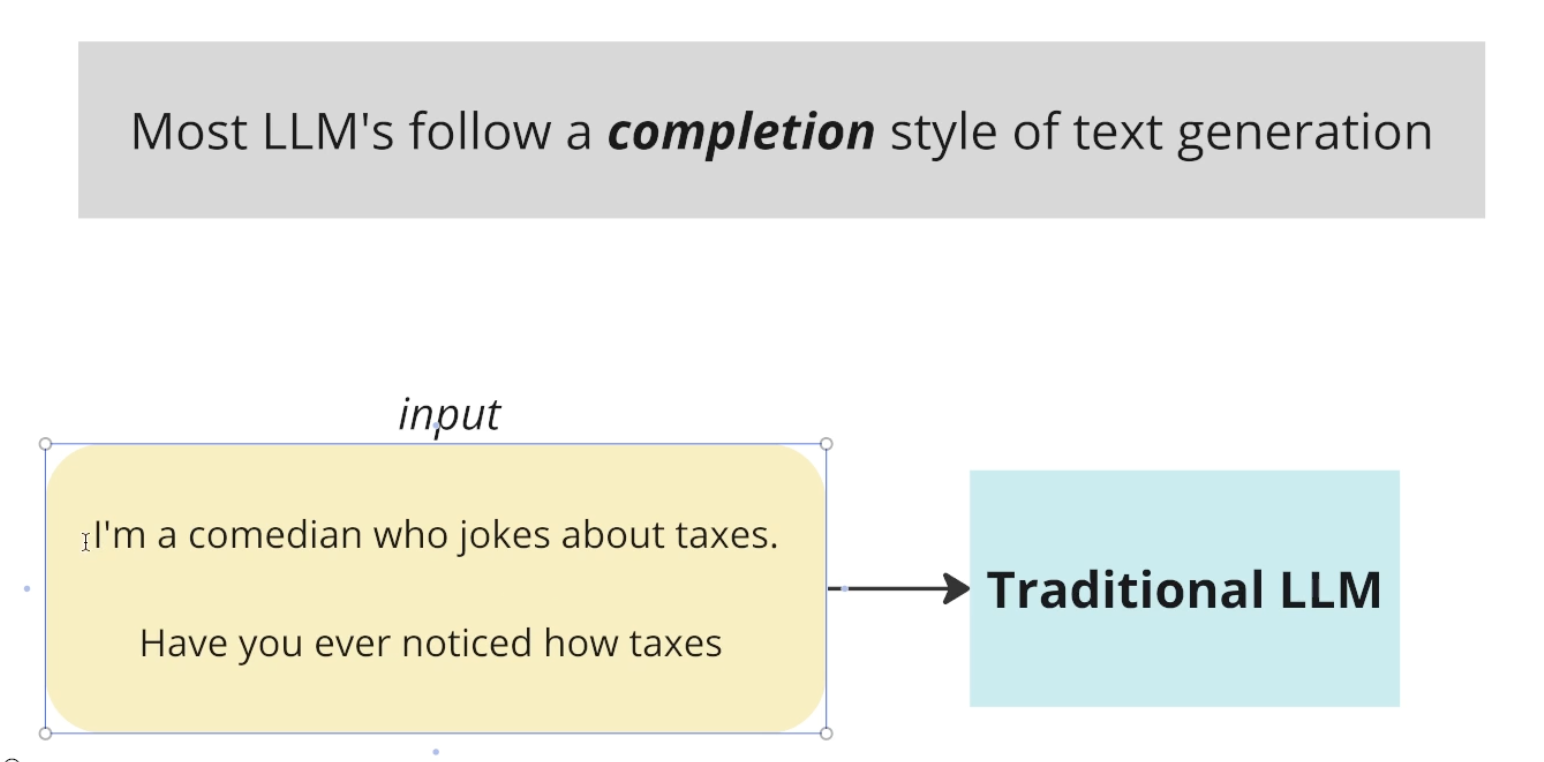 Most LLM's follow a completion style of text generation
input
I'm a comedian who jokes about taxes.
Have you ever noticed how taxes
Traditional LLM